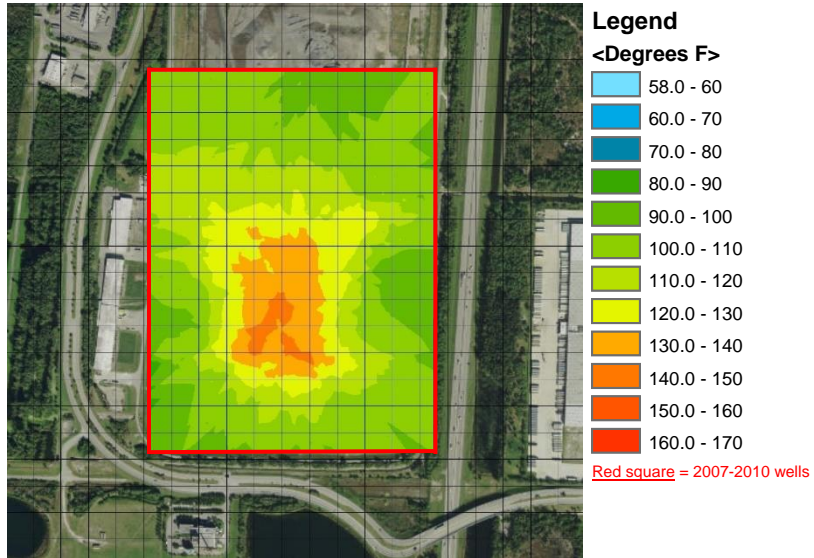 Legend
<Degrees F>
58.0 - 60
60.0 - 70
70.0 - 80
80.0 - 90
90.0 - 100
100.0 - 110
110.0 - 120
120.0 - 130
130.0 - 140
140.0 - 150
150.0 - 160
160.0 - 170
Red square = 2007-2010 wells